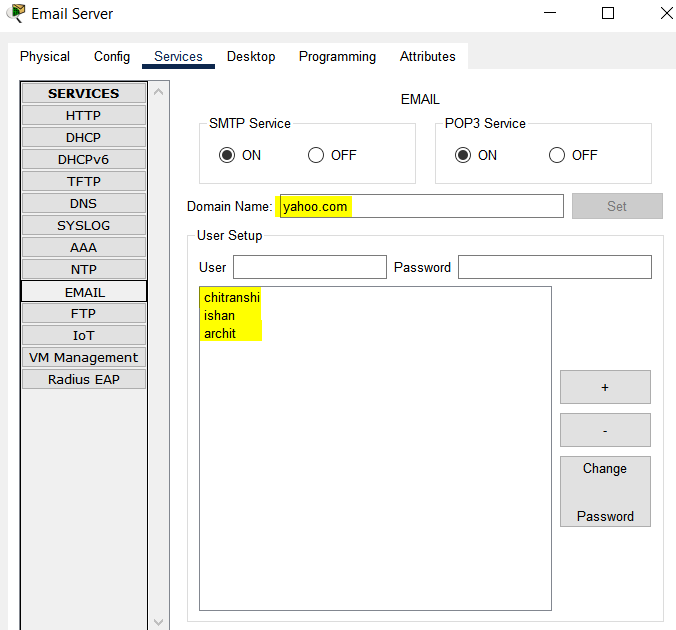 Email Server
Physical Config Services Desktop Programming Attributes
SERVICES
HTTP
DHCP
DHCPv6
TFTP
DNS
SYSLOG
AAA
NTP
EMAIL
FTP
IoT
VM Management
Radius EAP
EMAIL
SMTP Service
ON OFF
POP3 Service
ON OFF
Domain Name: yahoo.com Set
User Setup
User Password
chitranshi
ishan
archit
+
-
Change
Password